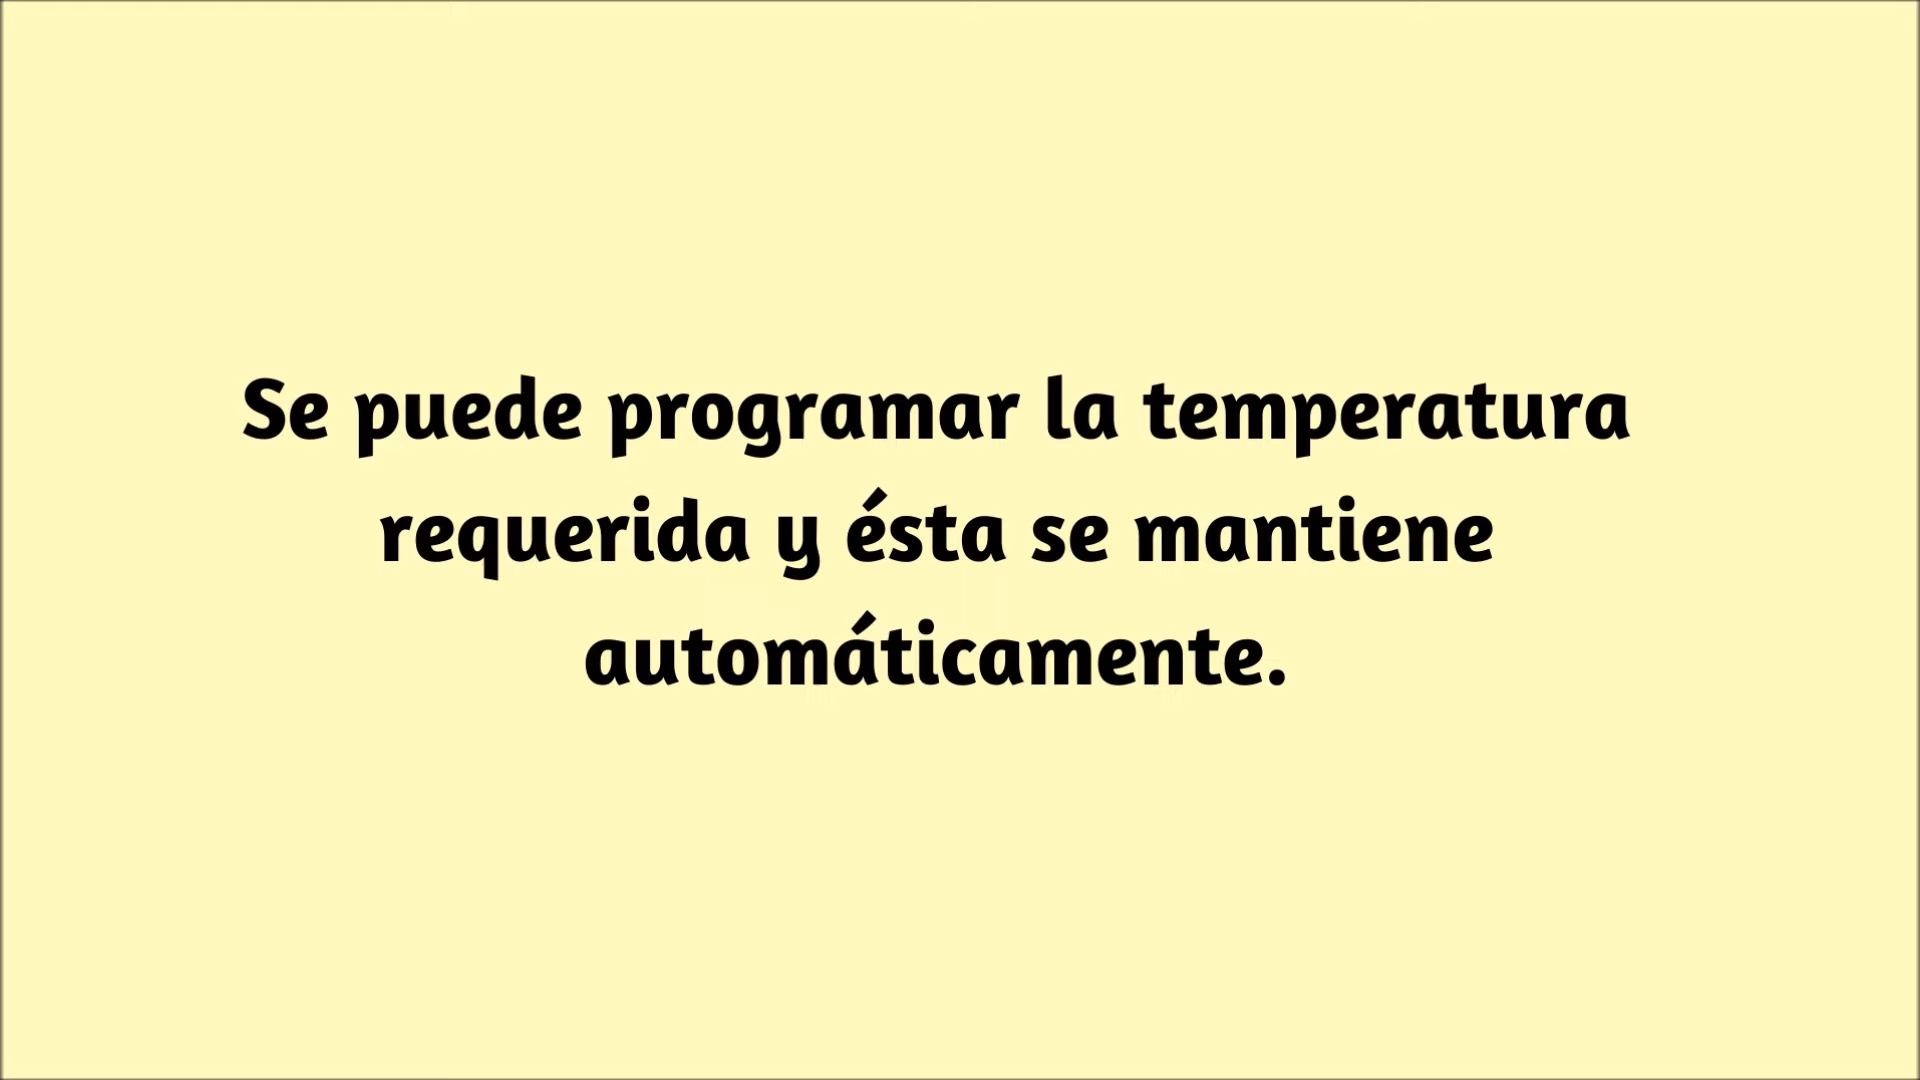 Se puede programar la temperatura
requerida y ésta se mantiene
automáticamente.